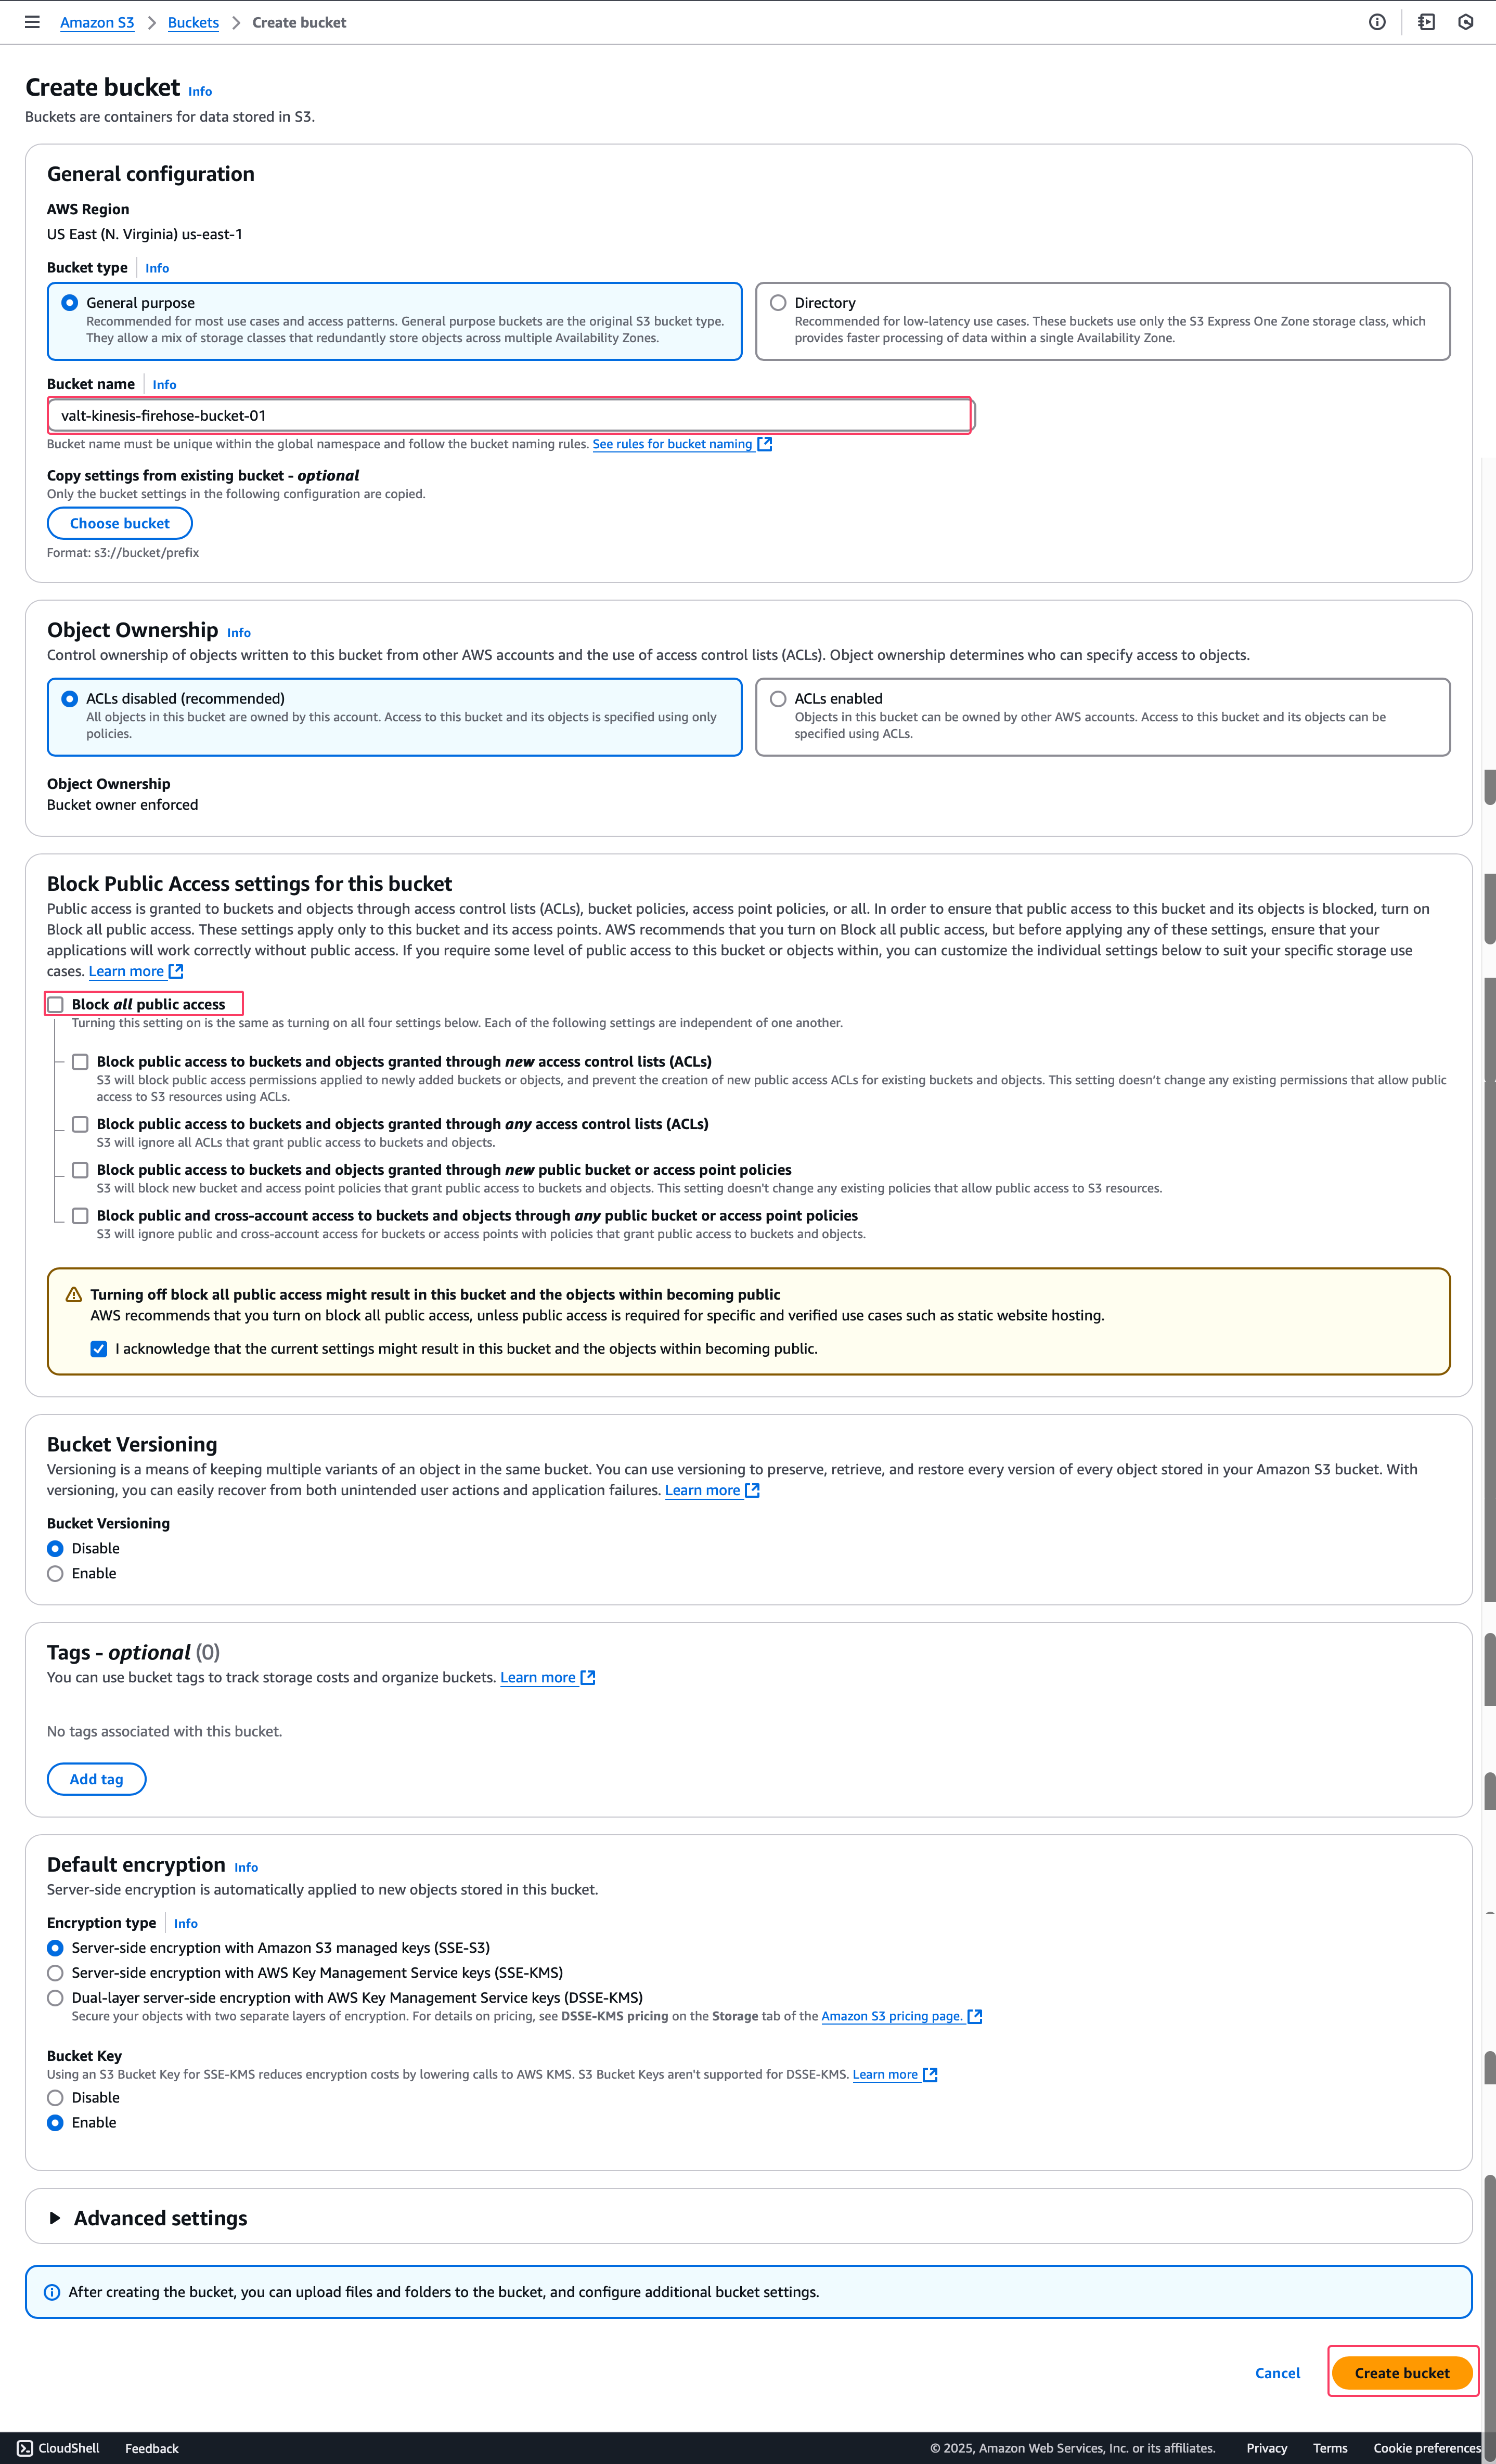 Amazon S3 > Buckets > Create bucket
Create bucket Info
Buckets are containers for data stored in S3.
General configuration
AWS Region
US East (N. Virginia) us-east-1
Bucket type Info
General purpose
Recommended for most use cases and access patterns. General purpose buckets are the original S3 bucket type.
They allow a mix of storage classes that redundantly store objects across multiple Availability Zones.
Directory
Recommended for low-latency use cases. These buckets use only the S3 Express One Zone storage class, which
provides faster processing of data within a single Availability Zone.
Bucket name Info
valt-kinesis-firehose-bucket-01
Bucket name must be unique within the global namespace and follow the bucket naming rules. See rules for bucket naming
Copy settings from existing bucket - optional
Only the bucket settings in the following configuration are copied.
Choose bucket
Format: s3://bucket/prefix
Object Ownership Info
Control ownership of objects written to this bucket from other AWS accounts and the use of access control lists (ACLs). Object ownership determines who can specify access to objects.
ACLs disabled (recommended)
All objects in this bucket are owned by this account. Access to this bucket and its objects is specified using only
policies.
ACLs enabled
Objects in this bucket can be owned by other AWS accounts. Access to this bucket and its objects can be
specified using ACLs.
Object Ownership
Bucket owner enforced
Block Public Access settings for this bucket
Public access is granted to buckets and objects through access control lists (ACLs), bucket policies, access point policies, or all. In order to ensure that public access to this bucket and its objects is blocked, turn on
Block all public access. These settings apply only to this bucket and its access points. AWS recommends that you turn on Block all public access, but before applying any of these settings, ensure that your
applications will work correctly without public access. If you require some level of public access to this bucket or objects within, you can customize the individual settings below to suit your specific storage use
cases. Learn more
Block all public access
Turning this setting on is the same as turning on all four settings below. Each of the following settings are independent of one another.
Block public access to buckets and objects granted through new access control lists (ACLs)
S3 will block public access permissions applied to newly added buckets or objects, and prevent the creation of new public access ACLs for existing buckets and objects. This setting doesn’t change any existing permissions that allow public
access to S3 resources using ACLs.
Block public access to buckets and objects granted through any access control lists (ACLs)
S3 will ignore all ACLs that grant public access to buckets and objects.
Block public access to buckets and objects granted through new public bucket or access point policies
S3 will block new bucket and access point policies that grant public access to buckets and objects. This setting doesn't change any existing policies that allow public access to S3 resources.
Block public and cross-account access to buckets and objects through any public bucket or access point policies
S3 will ignore public and cross-account access for buckets or access points with policies that grant public access to buckets and objects.
Turning off block all public access might result in this bucket and the objects within becoming public
AWS recommends that you turn on block all public access, unless public access is required for specific and verified use cases such as static website hosting.
I acknowledge that the current settings might result in this bucket and the objects within becoming public.
Bucket Versioning
Versioning is a means of keeping multiple variants of an object in the same bucket. You can use versioning to preserve, retrieve, and restore every version of every object stored in your Amazon S3 bucket. With
versioning, you can easily recover from both unintended user actions and application failures. Learn more
Bucket Versioning
Disable
Enable
Tags - optional (0)
You can use bucket tags to track storage costs and organize buckets. Learn more
No tags associated with this bucket.
Add tag
Default encryption Info
Server-side encryption is automatically applied to new objects stored in this bucket.
Encryption type Info
Server-side encryption with Amazon S3 managed keys (SSE-S3)
Server-side encryption with AWS Key Management Service keys (SSE-KMS)
Dual-layer server-side encryption with AWS Key Management Service keys (DSSE-KMS)
Secure your objects with two separate layers of encryption. For details on pricing, see DSSE-KMS pricing on the Storage tab of the Amazon S3 pricing page.
Bucket Key
Using an S3 Bucket Key for SSE-KMS reduces encryption costs by lowering calls to AWS KMS. S3 Bucket Keys aren't supported for DSSE-KMS. Learn more
Disable
Enable
Advanced settings
After creating the bucket, you can upload files and folders to the bucket, and configure additional bucket settings.
Cancel Create bucket
CloudShell Feedback © 2025, Amazon Web Services, Inc. or its affiliates. Privacy Terms Cookie preferences